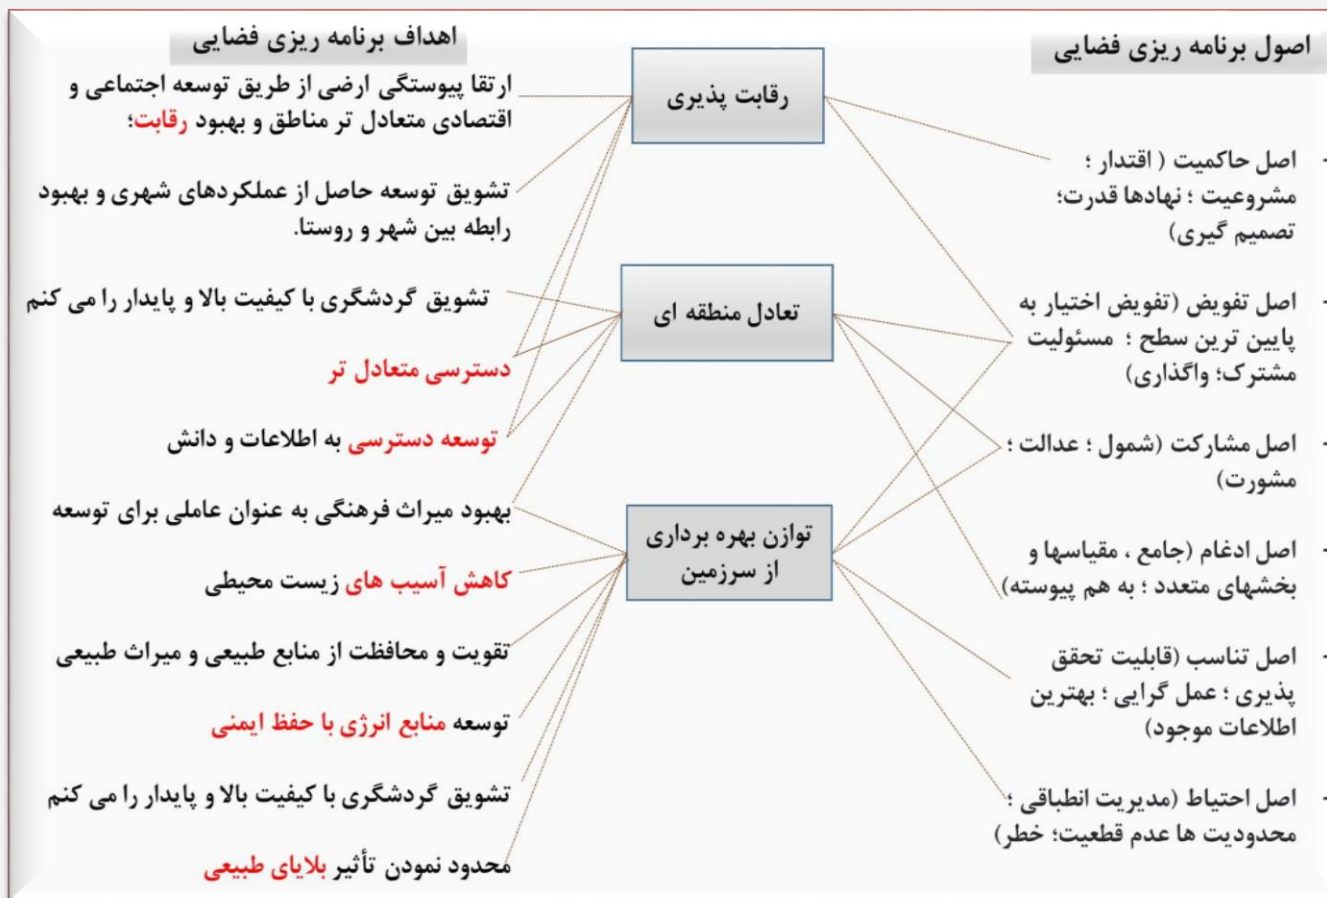 اصول برنامه ریزی فضایی
- اصل حاکمیت ( اقتدار ؛
مشروعیت ؛ نهادها قدرت؛
تصمیم گیری)
- اصل تفویض (تفویض اختیار به
پایین ترین سطح ؛ مسئولیت
مشترک؛ واگذاری)
- اصل مشارکت (شمول ؛ عدالت ؛
مشورت)
- اصل ادغام (جامع ، مقیاسها و
بخشهای متعدد ؛ به هم پیوسته)
- اصل تناسب (قابلیت تحقق
پذیری ؛ عمل گرایی ؛ بهترین
اطلاعات موجود)
- اصل احتیاط (مدیریت انطباقی ؛
محدودیت ها عدم قطعیت؛ خطر)
رقابت پذیری
تعادل منطقه ای
توازن بهره برداری
از سرزمین
اهداف برنامه ریزی فضایی
ارتقا پیوستگی ارضی از طریق توسعه اجتماعی و
اقتصادی متعادل تر مناطق و بهبود رقابت؛
تشویق توسعه حاصل از عملکردهای شهری و بهبود
رابطه بین شهر و روستا.
تشویق گردشگری با کیفیت بالا و پایدار را می کنم
دسترسی متعادل تر
توسعه دسترسی به اطلاعات و دانش
بهبود میراث فرهنگی به عنوان عاملی برای توسعه
کاهش آسیب های زیست محیطی
تقویت و محافظت از منابع طبیعی و میراث طبیعی
توسعه منابع انرژی با حفظ ایمنی
تشویق گردشگری با کیفیت بالا و پایدار را می کنم
محدود نمودن تأثیر بلایای طبیعی